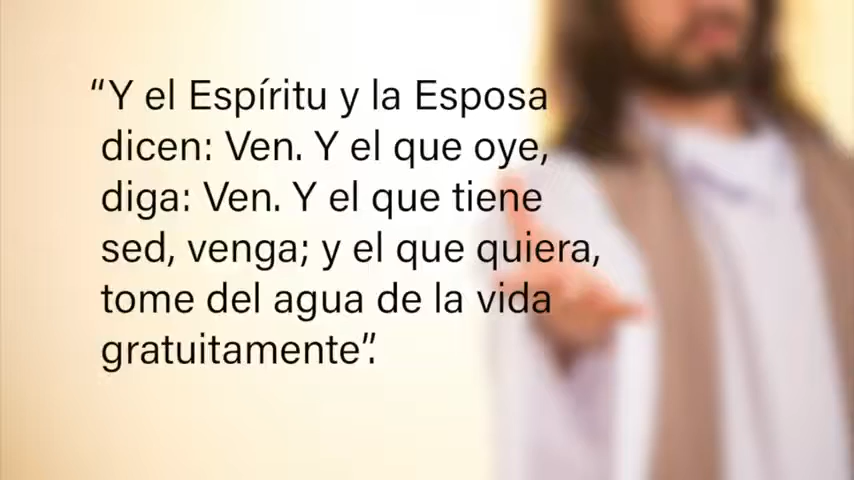 “Y el Espíritu y la Esposa
dicen: Ven. Y el que oye,
diga: Ven. Y el que tiene
sed, venga; y el que quiera,
tome del agua de la vida
gratuitamente”.